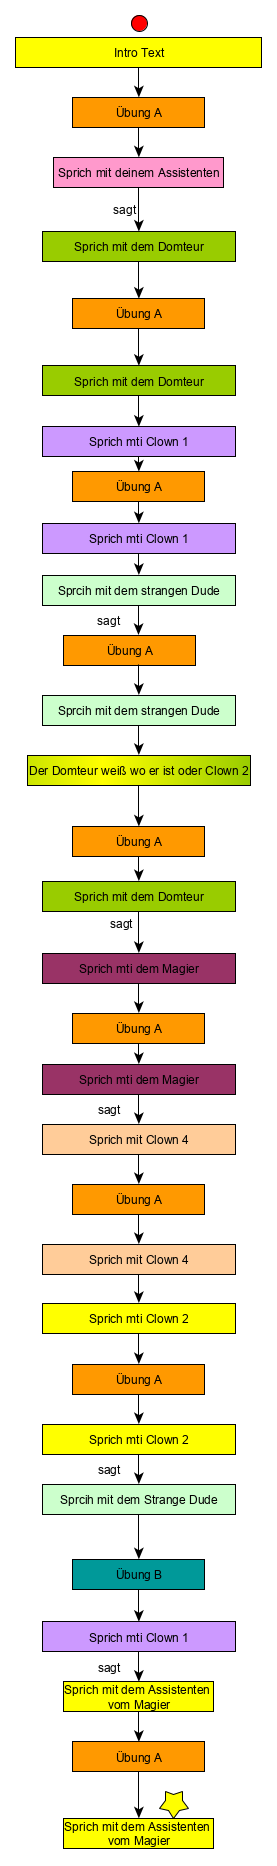 Intro Text
Übung A
Sprich mit deinem Assistenten
sagt
Sprich mit dem Domteur
Übung A
Sprich mit dem Domteur
Sprich mti Clown 1
Übung A
Sprich mti Clown 1
Sprcih mit dem strangen Dude
sagt
Übung A
Sprcih mit dem strangen Dude
Der Domteur weiß wo er ist oder Clown 2
Übung A
Sprich mit dem Domteur
sagt
Sprich mti dem Magier
Übung A
Sprich mti dem Magier
sagt
Sprich mit Clown 4
Übung A
Sprich mit Clown 4
Sprich mti Clown 2
Übung A
Sprich mti Clown 2
sagt
Sprcih mit dem Strange Dude
Übung B
Sprich mti Clown 1
sagt
Sprich mit dem Assistenten
vom Magier
Übung A
Sprich mit dem Assistenten
vom Magier